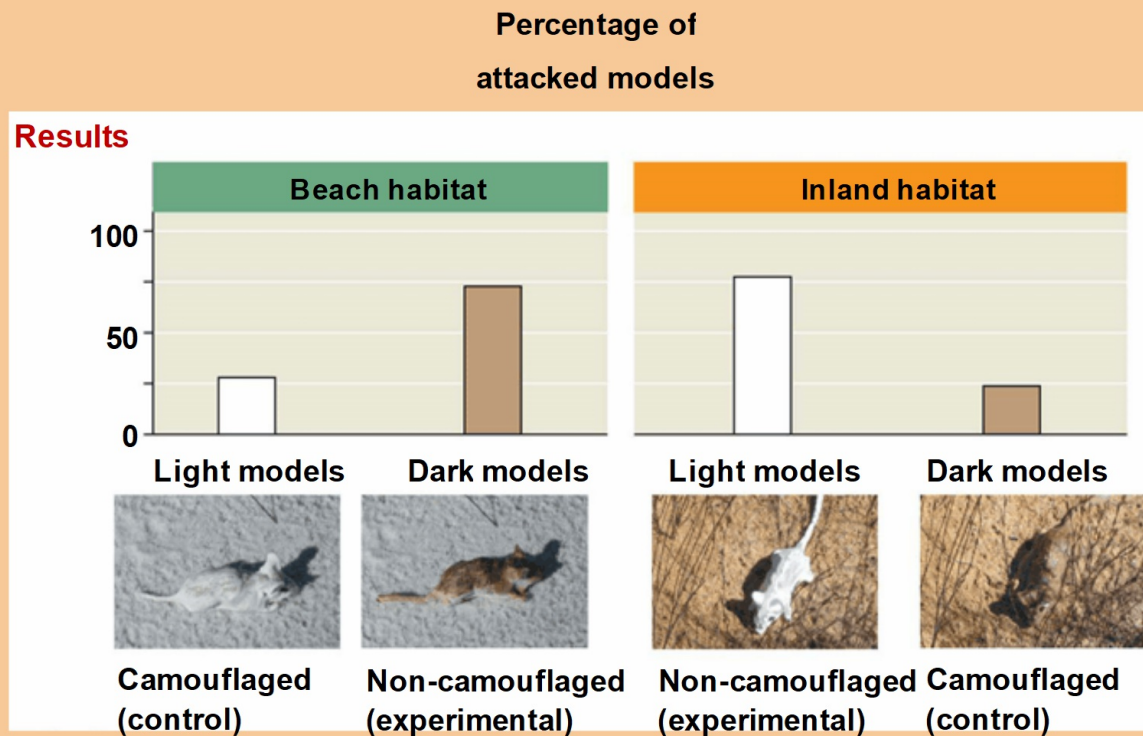 Percentage of
attacked models
Results
Beach habitat
Inland habitat
100
50
0
Light models
Dark models
Light models
Dark models
Camouflaged
(control)
Non-camouflaged
(experimental)
Non-camouflaged
(experimental)
Camouflaged
(control)